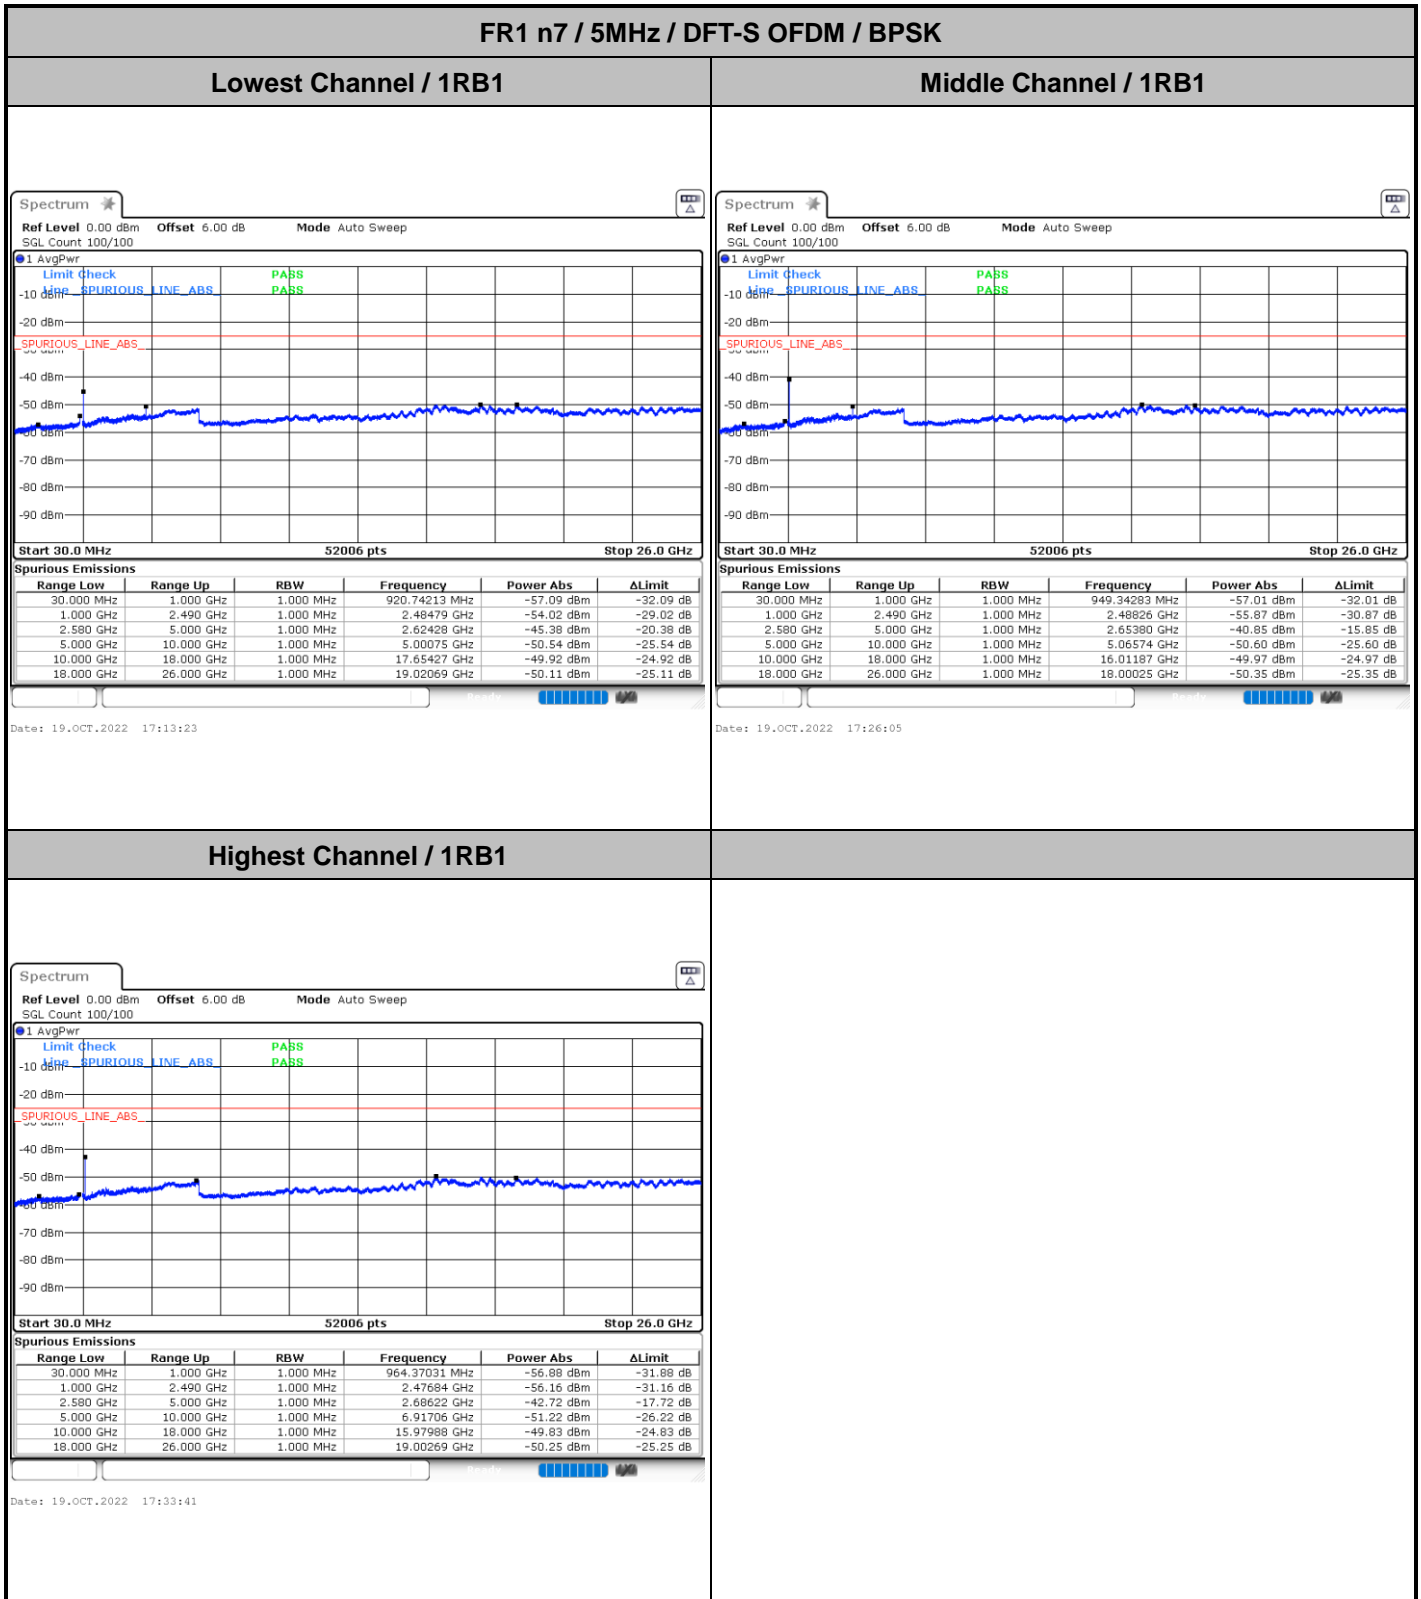 FR1 n7 / 5MHz / DFT-S OFDM / BPSK
Lowest Channel / 1RB1
Middle Channel / 1RB1
Spectrum
Ref Level 0.00 dBm Offset 6.00 dB Mode Auto Sweep
SGL Count 100/100
1 AvgPwr
Limit Check PASS
Line _SPURIOUS_LINE_ABS_ PASS
-10 dBm
-20 dBm
_SPURIOUS_LINE_ABS_
-40 dBm
-50 dBm
-60 dBm
-70 dBm
-80 dBm
-90 dBm
Start 30.0 MHz 52006 pts Stop 26.0 GHz
Spurious Emissions
Range Low Range Up RBW Frequency Power Abs ΔLimit
30.000 MHz 1.000 GHz 1.000 MHz 920.74213 MHz -57.09 dBm -32.09 dB
1.000 GHz 2.490 GHz 1.000 MHz 2.48479 GHz -54.02 dBm -29.02 dB
2.580 GHz 5.000 GHz 1.000 MHz 2.62428 GHz -45.38 dBm -20.38 dB
5.000 GHz 10.000 GHz 1.000 MHz 5.00075 GHz -50.54 dBm -25.54 dB
10.000 GHz 18.000 GHz 1.000 MHz 17.65427 GHz -49.92 dBm -24.92 dB
18.000 GHz 26.000 GHz 1.000 MHz 19.02069 GHz -50.11 dBm -25.11 dB
Date: 19.OCT.2022 17:13:23
Spectrum
Ref Level 0.00 dBm Offset 6.00 dB Mode Auto Sweep
SGL Count 100/100
1 AvgPwr
Limit Check PASS
Line _SPURIOUS_LINE_ABS_ PASS
-10 dBm
-20 dBm
_SPURIOUS_LINE_ABS_
-40 dBm
-50 dBm
-60 dBm
-70 dBm
-80 dBm
-90 dBm
Start 30.0 MHz 52006 pts Stop 26.0 GHz
Spurious Emissions
Range Low Range Up RBW Frequency Power Abs ΔLimit
30.000 MHz 1.000 GHz 1.000 MHz 949.34283 MHz -57.01 dBm -32.01 dB
1.000 GHz 2.490 GHz 1.000 MHz 2.48826 GHz -55.87 dBm -30.87 dB
2.580 GHz 5.000 GHz 1.000 MHz 2.65380 GHz -40.85 dBm -15.85 dB
5.000 GHz 10.000 GHz 1.000 MHz 5.06574 GHz -50.60 dBm -25.60 dB
10.000 GHz 18.000 GHz 1.000 MHz 16.01187 GHz -49.97 dBm -24.97 dB
18.000 GHz 26.000 GHz 1.000 MHz 18.00025 GHz -50.35 dBm -25.35 dB
Date: 19.OCT.2022 17:26:05
Highest Channel / 1RB1
Spectrum
Ref Level 0.00 dBm Offset 6.00 dB Mode Auto Sweep
SGL Count 100/100
1 AvgPwr
Limit Check PASS
Line _SPURIOUS_LINE_ABS_ PASS
-10 dBm
-20 dBm
_SPURIOUS_LINE_ABS_
-40 dBm
-50 dBm
-60 dBm
-70 dBm
-80 dBm
-90 dBm
Start 30.0 MHz 52006 pts Stop 26.0 GHz
Spurious Emissions
Range Low Range Up RBW Frequency Power Abs ΔLimit
30.000 MHz 1.000 GHz 1.000 MHz 964.37031 MHz -56.88 dBm -31.88 dB
1.000 GHz 2.490 GHz 1.000 MHz 2.47684 GHz -56.16 dBm -31.16 dB
2.580 GHz 5.000 GHz 1.000 MHz 2.68622 GHz -42.72 dBm -17.72 dB
5.000 GHz 10.000 GHz 1.000 MHz 6.91706 GHz -51.22 dBm -26.22 dB
10.000 GHz 18.000 GHz 1.000 MHz 15.97988 GHz -49.83 dBm -24.83 dB
18.000 GHz 26.000 GHz 1.000 MHz 19.00269 GHz -50.25 dBm -25.25 dB
Date: 19.OCT.2022 17:33:41